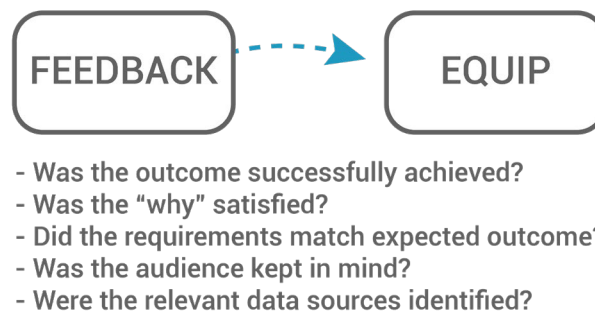 FEEDBACK EQUIP
- Was the outcome successfully achieved?
- Was the “why” satisfied?
- Did the requirements match expected outcome?
- Was the audience kept in mind?
- Were the relevant data sources identified?